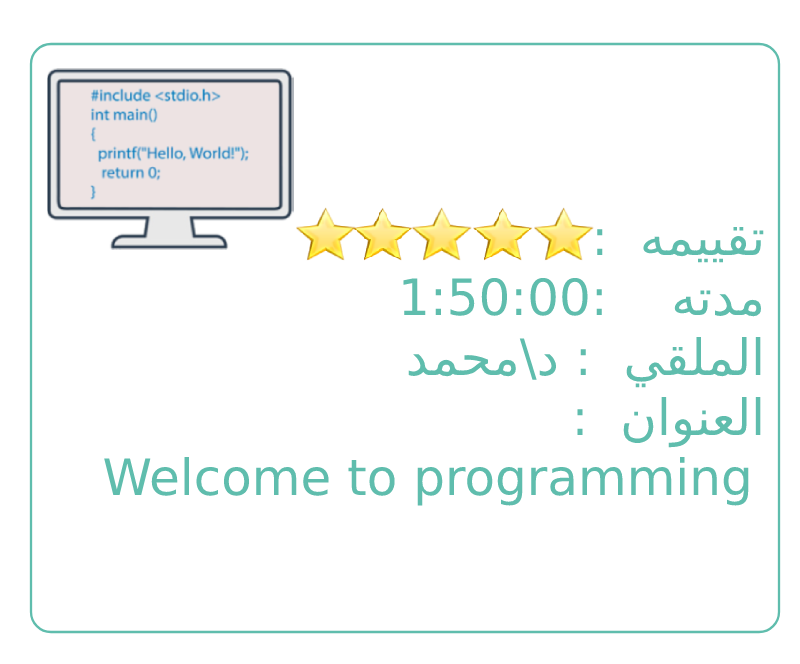 #include <stdio.h>
int main()
{
printf("Hello, World!");
return 0;
}
تقييمه :⭐⭐⭐⭐⭐
مدته :1:50:00
الملقي : د\محمد
العنوان :
Welcome to programming